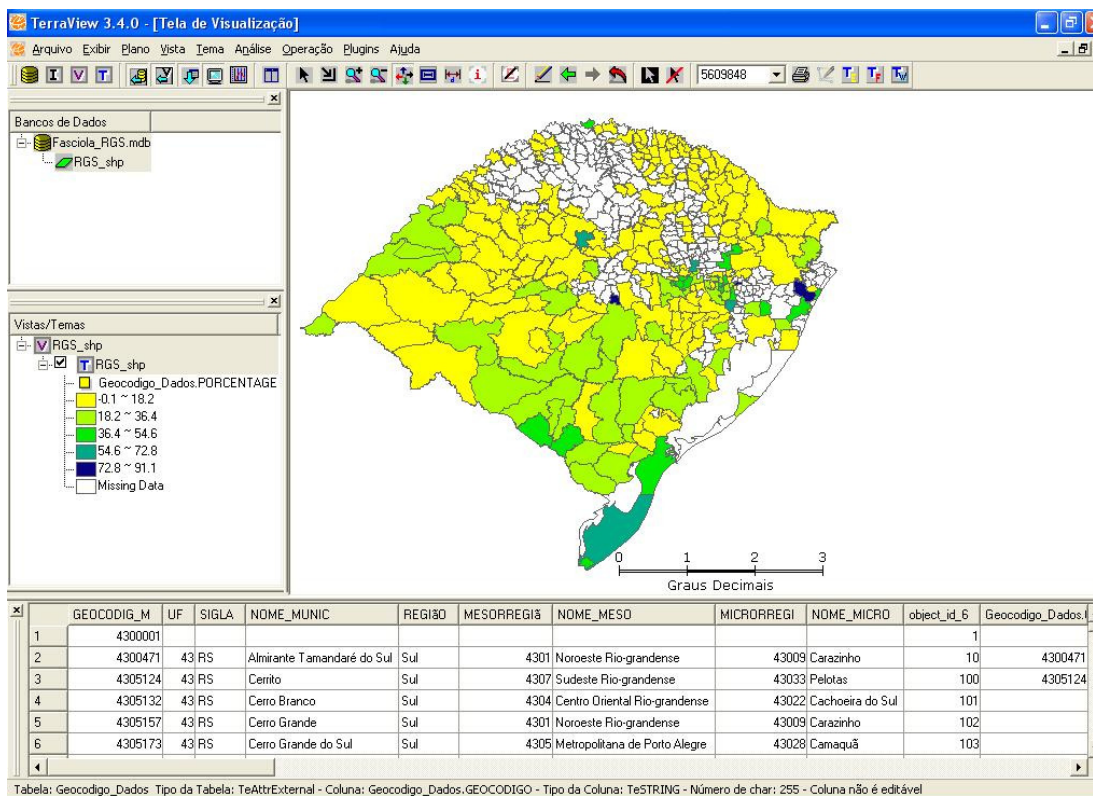 TerraView 3.4.0 - [Tela de Visualização]
Arquivo Exibir Plano Vista Tema Análise Operação Plugins Ajuda
I V T 5609848
Bancos de Dados
Fasciola_RGS.mdb
RGS_shp
Vistas/Temas
V RGS_shp
T RGS_shp
Geocodigo_Dados.PORCENTAGE
-0.1 ~ 18.2
18.2 ~ 36.4
36.4 ~ 54.6
54.6 ~ 72.8
72.8 ~ 91.1
Missing Data
0 1 2 3
Graus Decimais
GEOCODIG_M UF SIGLA NOME_MUNIC REGIÃO MESORREGIÃ NOME_MESO MICRORREGI NOME_MICRO object_id_6 Geocodigo_Dados.
1 4300001 1
2 4300471 43 RS Almirante Tamandaré do Sul Sul 4301 Noroeste Rio-grandense 43009 Carazinho 10 4300471
3 4305124 43 RS Cerrito Sul 4307 Sudeste Rio-grandense 43033 Pelotas 100 4305124
4 4305132 43 RS Cerro Branco Sul 4304 Centro Oriental Rio-grandense 43022 Cachoeira do Sul 101
5 4305157 43 RS Cerro Grande Sul 4301 Noroeste Rio-grandense 43009 Carazinho 102
6 4305173 43 RS Cerro Grande do Sul Sul 4305 Metropolitana de Porto Alegre 43028 Camaquã 103
Tabela: Geocodigo_Dados Tipo da Tabela: TeAttrExternal - Coluna: Geocodigo_Dados.GEOCODIGO - Tipo da Coluna: TeSTRING - Número de char: 255 - Coluna não é editável